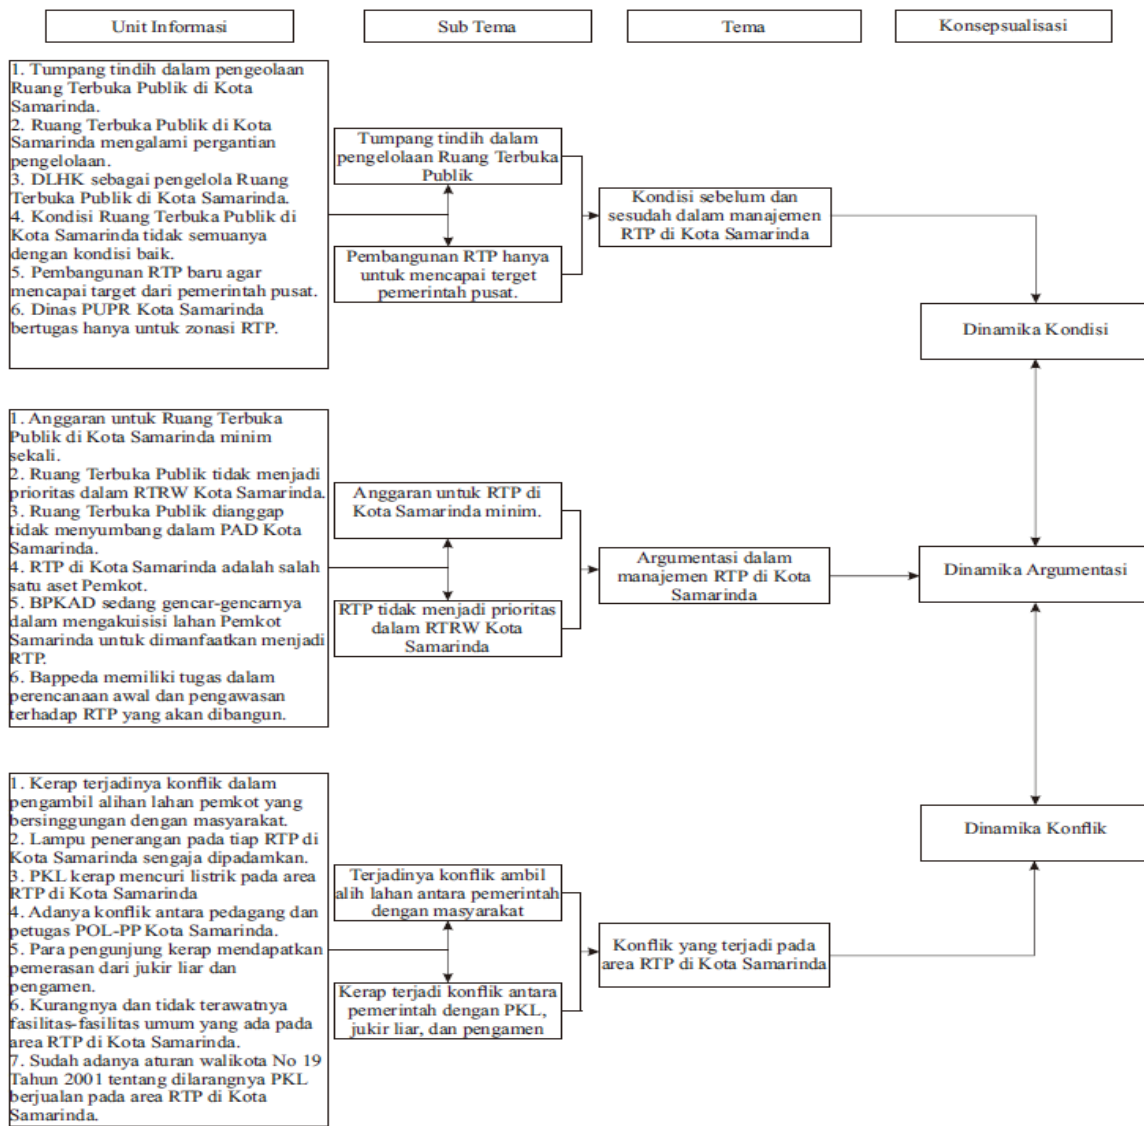 Unit Informasi
Sub Tema
Tema
Konsepsualisasi
1. Tumpang tindih dalam pengeolaan
Ruang Terbuka Publik di Kota
Samarinda.
2. Ruang Terbuka Publik di Kota
Samarinda mengalami pergantian
pengelolaan.
3. DLHK sebagai pengelola Ruang
Terbuka Publik di Kota Samarinda.
4. Kondisi Ruang Terbuka Publik di
Kota Samarinda tidak semuanya
dengan kondisi baik.
5. Pembangunan RTP baru agar
mencapai target dari pemerintah pusat.
6. Dinas PUPR Kota Samarinda
bertugas hanya untuk zonasi RTP.
Tumpang tindih dalam
pengelolaan Ruang Terbuka
Publik
Pembangunan RTP hanya
untuk mencapai terget
pemerintah pusat.
Kondisi sebelum dan
sesudah dalam manajemen
RTP di Kota Samarinda
Dinamika Kondisi
1. Anggaran untuk Ruang Terbuka
Publik di Kota Samarinda minim
sekali.
2. Ruang Terbuka Publik tidak menjadi
prioritas dalam RTRW Kota Samarinda.
3. Ruang Terbuka Publik dianggap
tidak menyumbang dalam PAD Kota
Samarinda.
4. RTP di Kota Samarinda adalah salah
satu aset Pemkot.
5. BPKAD sedang gencar-gencarnya
dalam mengakuisisi lahan Pemkot
Samarinda untuk dimanfaatkan menjadi
RTP.
6. Bappeda memiliki tugas dalam
perencanaan awal dan pengawasan
terhadap RTP yang akan dibangun.
Anggaran untuk RTP di
Kota Samarinda minim.
RTP tidak menjadi prioritas
dalam RTRW Kota
Samarinda
Argumentasi dalam
manajemen RTP di Kota
Samarinda
Dinamika Argumentasi
1. Kerap terjadinya konflik dalam
pengambil alihan lahan pemkot yang
bersinggungan dengan masyarakat.
2. Lampu penerangan pada tiap RTP di
Kota Samarinda sengaja dipadamkan.
3. PKL kerap mencuri listrik pada area
RTP di Kota Samarinda
4. Adanya konflik antara pedagang dan
petugas POL-PP Kota Samarinda.
5. Para pengunjung kerap mendapatkan
pemerasan dari jukir liar dan
pengamen.
6. Kurangnya dan tidak terawatnya
fasilitas-fasilitas umum yang ada pada
area RTP di Kota Samarinda.
7. Sudah adanya aturan walikota No 19
Tahun 2001 tentang dilarangnya PKL
berjualan pada area RTP di Kota
Samarinda.
Terjadinya konflik ambil
alih lahan antara pemerintah
dengan masyarakat
Kerap terjadi konflik antara
pemerintah dengan PKL,
jukir liar, dan pengamen
Konflik yang terjadi pada
area RTP di Kota Samarinda
Dinamika Konflik